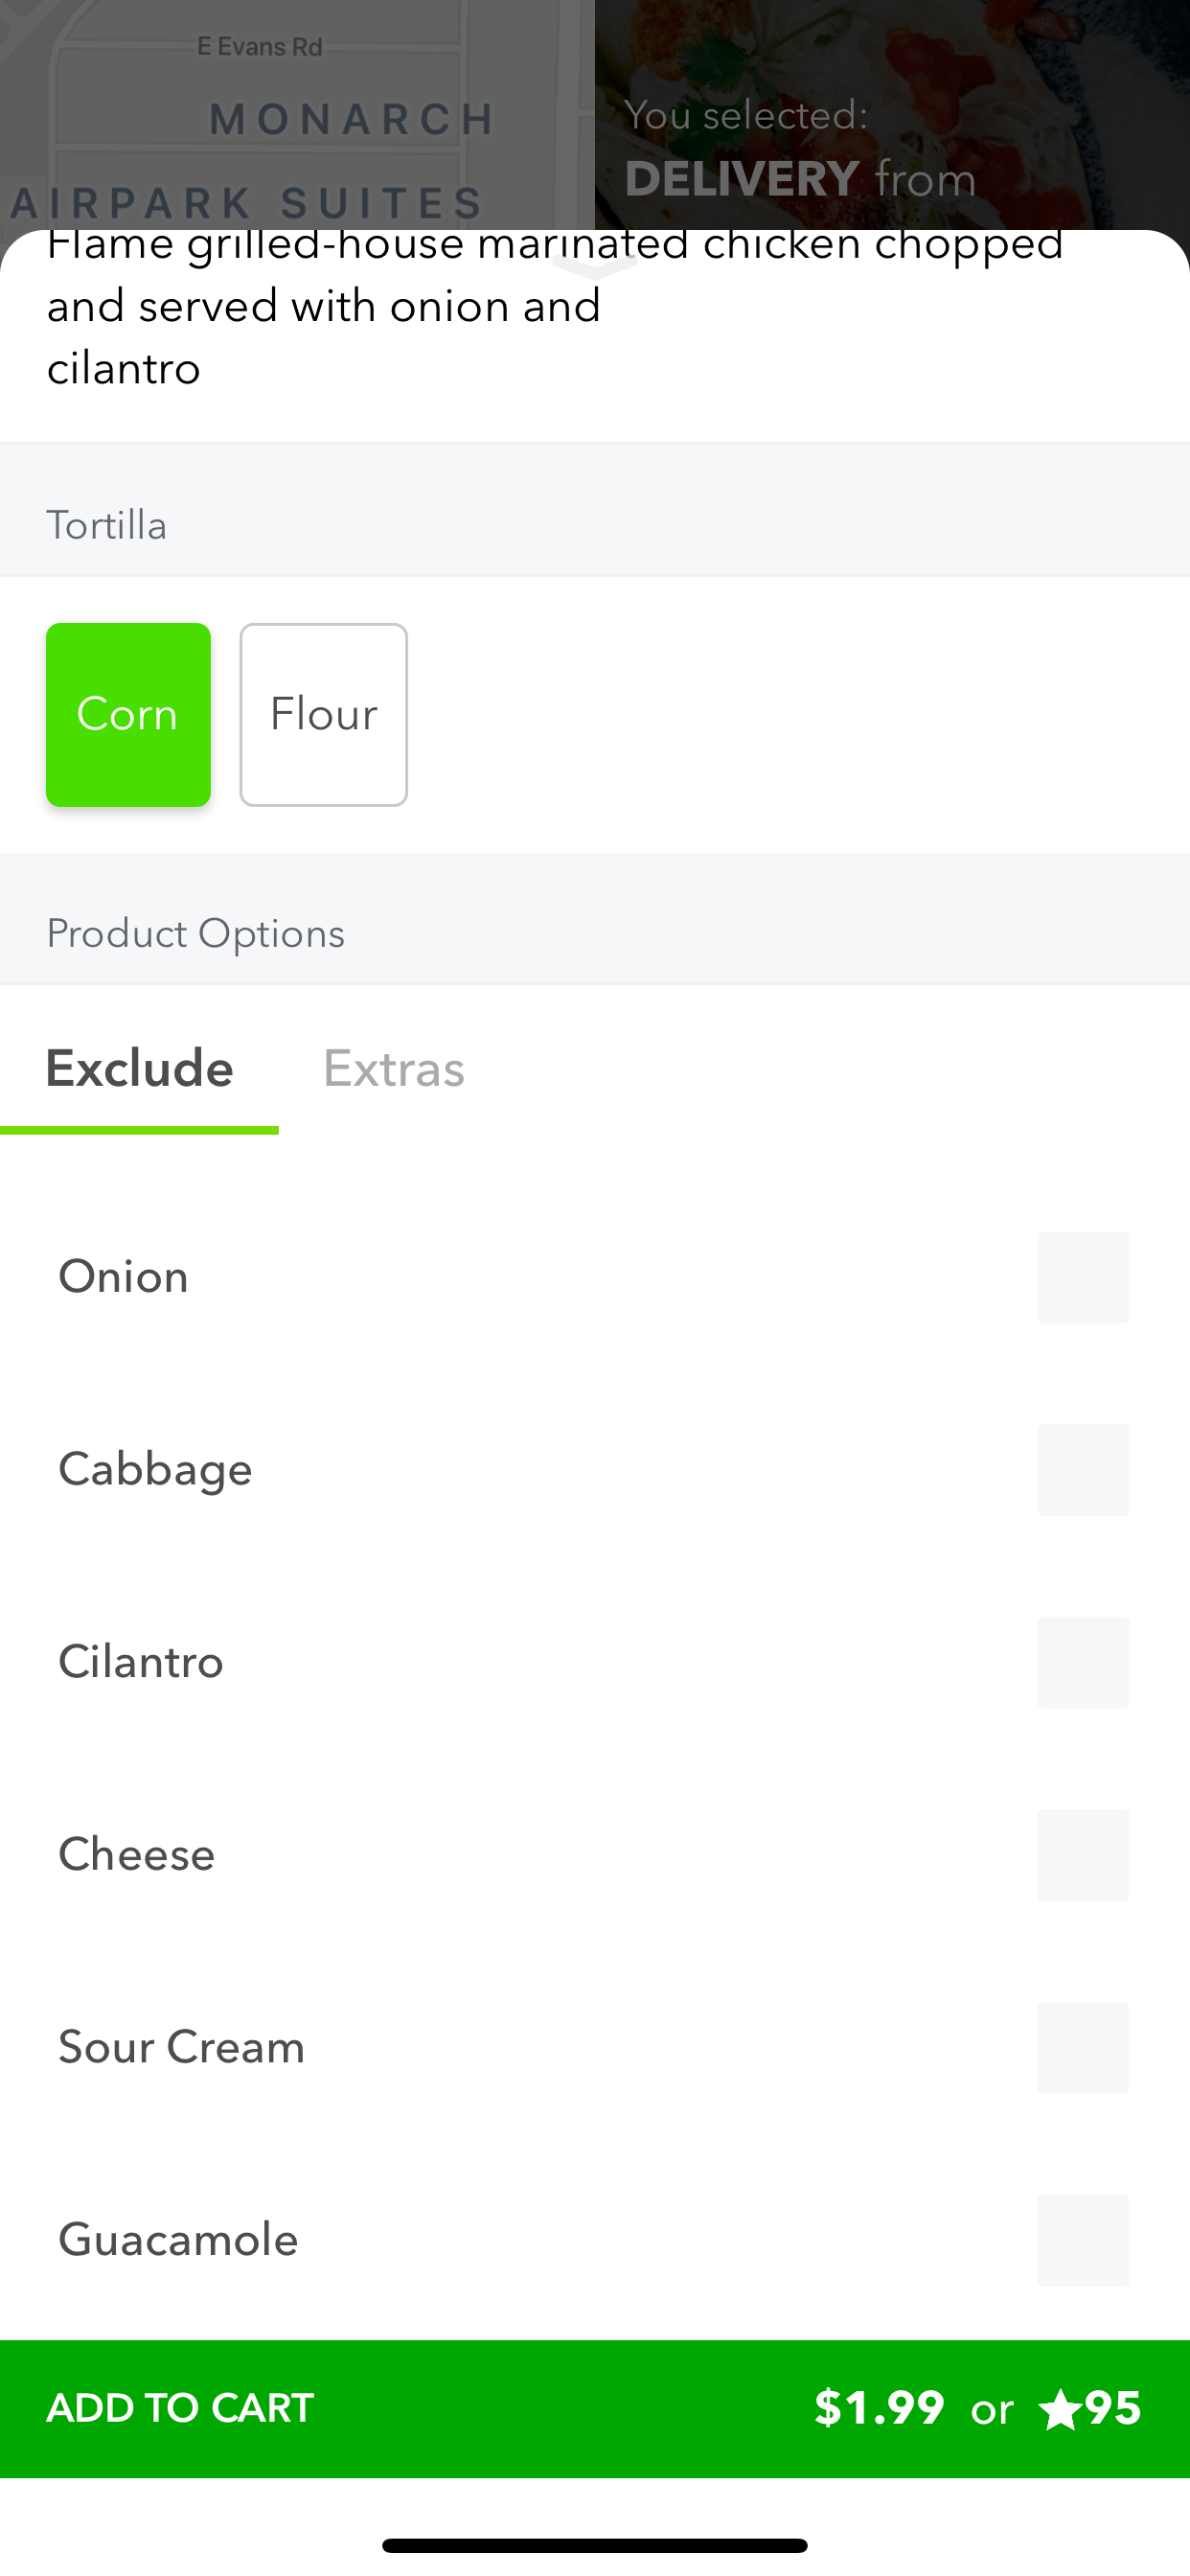 E Evans Rd
MONARCH
AIRPARK SUITES
You selected:
DELIVERY from
Flame grilled-house marinated chicken chopped
and served with onion and
cilantro
Tortilla
Corn
Flour
Product Options
Exclude
Extras
Onion
Cabbage
Cilantro
Cheese
Sour Cream
Guacamole
ADD TO CART
$1.99 or ★95